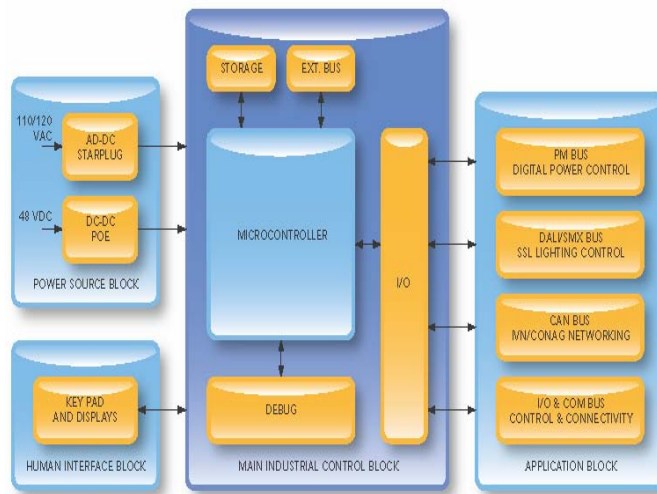 STORAGE
EXT. BUS
110/120
VAC
AD-DC
STARPLUG
48 VDC
DC-DC
POE
POWER SOURCE BLOCK
MICROCONTROLLER
I/O
PM BUS
DIGITAL POWER CONTROL
DALI/SMX BUS
SSL LIGHTING CONTROL
CAN BUS
IVN/CONAG NETWORKING
I/O & COM BUS
CONTROL & CONNECTIVITY
KEY PAD
AND DISPLAYS
DEBUG
HUMAN INTERFACE BLOCK
MAIN INDUSTRIAL CONTROL BLOCK
APPLICATION BLOCK